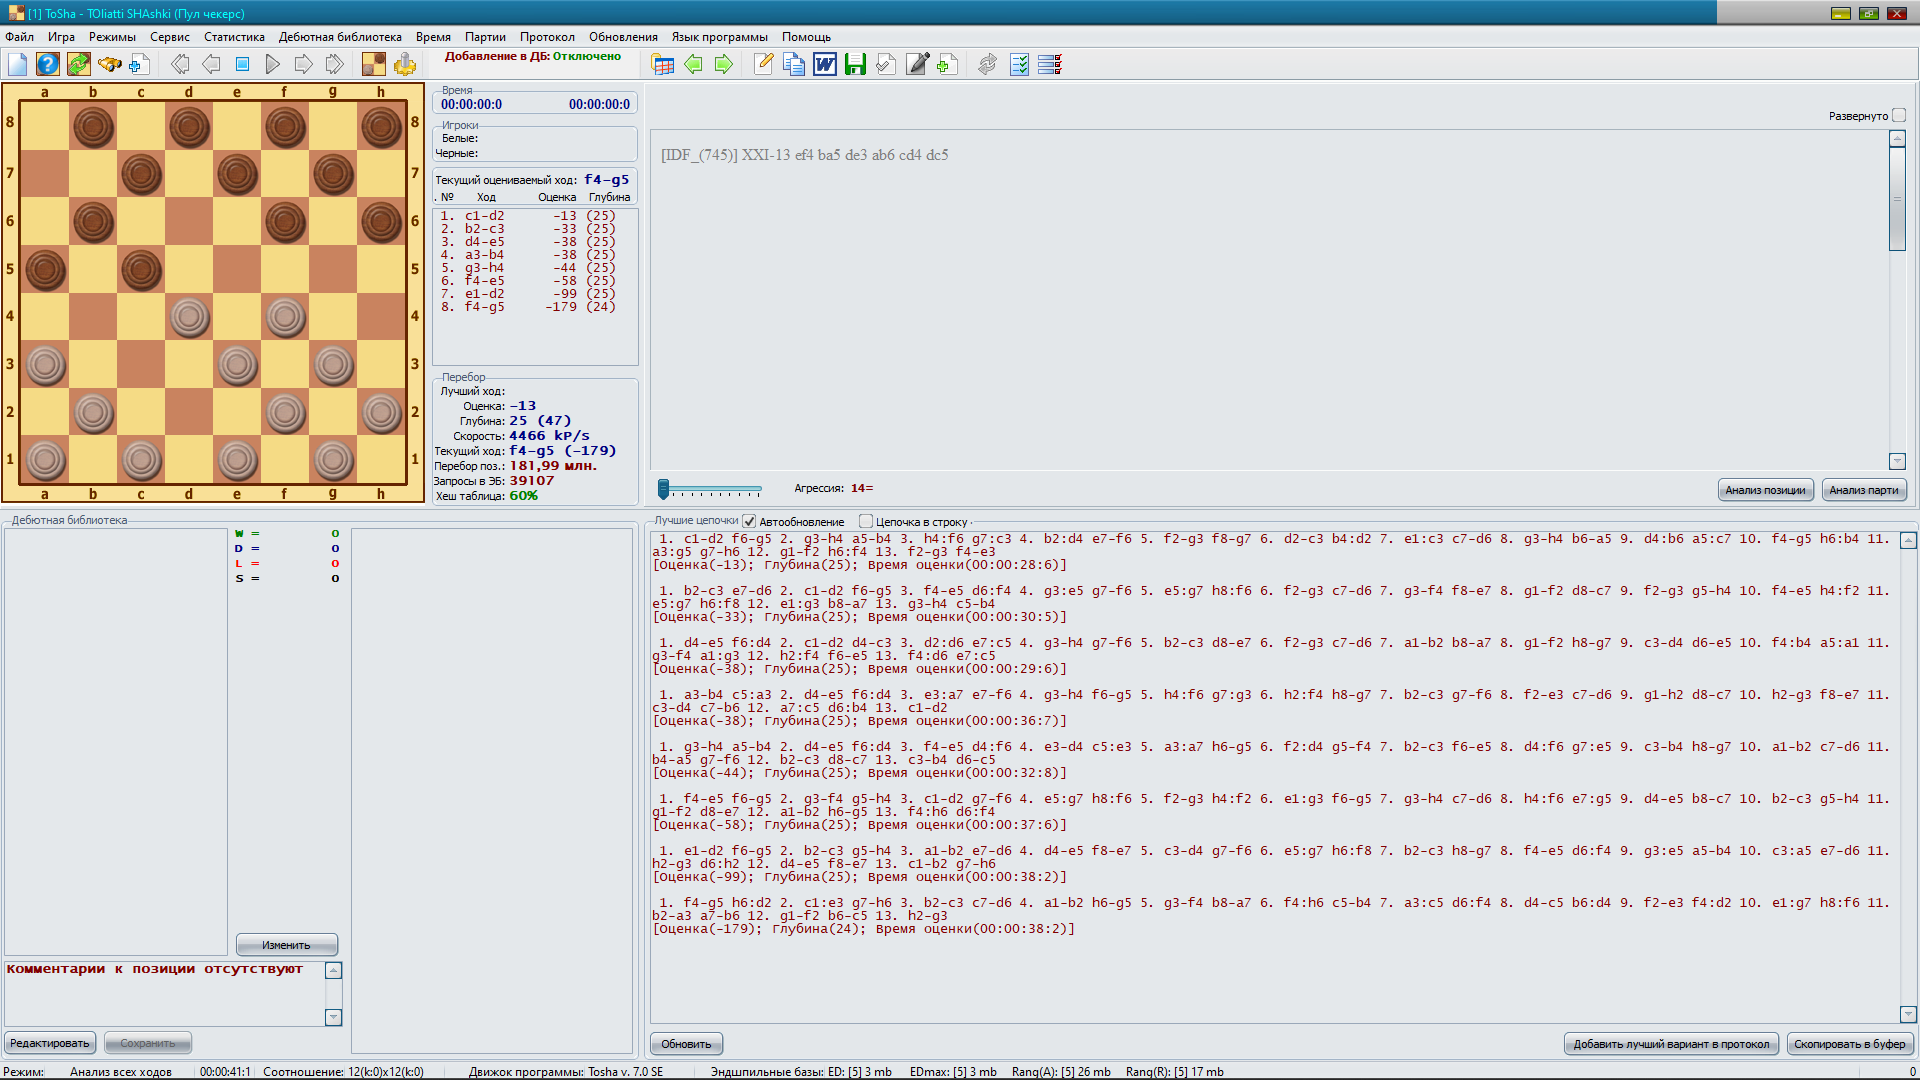 [1] ToSha - TOliatti SHAshki (Пул чекерс)
Файл Игра Режимы Сервис Статистика Дебютная библиотека Время Партии Протокол Обновления Язык программы Помощь
Добавление в ДБ: Отключено
a b c d e f g h
8 8
7 7
6 6
5 5
4 4
3 3
2 2
1 1
a b c d e f g h
Время
00:00:00:0 00:00:00:0
Игроки
Белые:
Черные:
Текущий оцениваемый ход: f4-g5
. № Ход Оценка Глубина
1. c1-d2 -13 (25)
2. b2-c3 -33 (25)
3. d4-e5 -38 (25)
4. a3-b4 -38 (25)
5. g3-h4 -44 (25)
6. f4-e5 -58 (25)
7. e1-d2 -99 (25)
8. f4-g5 -179 (24)
Перебор
Лучший ход:
Оценка: -13
Глубина: 25 (47)
Скорость: 4466 kP/s
Текущий ход: f4-g5 (-179)
Перебор поз.: 181,99 млн.
Запросы в ЭБ: 39107
Хеш таблица: 60%
Развернуто
[IDF_(745)] XXI-13 ef4 ba5 de3 ab6 cd4 dc5
Агрессия: 14=
Анализ позиции Анализ парти
Дебютная библиотека
W = 0
D = 0
L = 0
S = 0
Изменить
Комментарии к позиции отсутствуют
Редактировать Сохранить
Лучшие цепочки Автообновление Цепочка в строку
1. c1-d2 f6-g5 2. g3-h4 a5-b4 3. h4:f6 g7:c3 4. b2:d4 e7-f6 5. f2-g3 f8-g7 6. d2-c3 b4:d2 7. e1:c3 c7-d6 8. g3-h4 b6-a5 9. d4:b6 a5:c7 10. f4-g5 h6:b4 11.
a3:g5 g7-h6 12. g1-f2 h6:f4 13. f2-g3 f4-e3
[Оценка(-13); Глубина(25); Время оценки(00:00:28:6)]
1. b2-c3 e7-d6 2. c1-d2 f6-g5 3. f4-e5 d6:f4 4. g3:e5 g7-f6 5. e5:g7 h8:f6 6. f2-g3 c7-d6 7. g3-f4 f8-e7 8. g1-f2 d8-c7 9. f2-g3 g5-h4 10. f4-e5 h4:f2 11.
e5:g7 h6:f8 12. e1:g3 b8-a7 13. g3-h4 c5-b4
[Оценка(-33); Глубина(25); Время оценки(00:00:30:5)]
1. d4-e5 f6:d4 2. c1-d2 d4-c3 3. d2:d6 e7:c5 4. g3-h4 g7-f6 5. b2-c3 d8-e7 6. f2-g3 c7-d6 7. a1-b2 b8-a7 8. g1-f2 h8-g7 9. c3-d4 d6-e5 10. f4:b4 a5:a1 11.
g3-f4 a1:g3 12. h2:f4 f6-e5 13. f4:d6 e7:c5
[Оценка(-38); Глубина(25); Время оценки(00:00:29:6)]
1. a3-b4 c5:a3 2. d4-e5 f6:d4 3. e3:a7 e7-f6 4. g3-h4 f6-g5 5. h4:f6 g7:g3 6. h2:f4 h8-g7 7. b2-c3 g7-f6 8. f2-e3 c7-d6 9. g1-h2 d8-c7 10. h2-g3 f8-e7 11.
c3-d4 c7-b6 12. a7:c5 d6:b4 13. c1-d2
[Оценка(-38); Глубина(25); Время оценки(00:00:36:7)]
1. g3-h4 a5-b4 2. d4-e5 f6:d4 3. f4-e5 d4:f6 4. e3-d4 c5:e3 5. a3:a7 h6-g5 6. f2:d4 g5-f4 7. b2-c3 f6-e5 8. d4:f6 g7:e5 9. c3-b4 h8-g7 10. a1-b2 c7-d6 11.
b4-a5 g7-f6 12. b2-c3 d8-c7 13. c3-b4 d6-c5
[Оценка(-44); Глубина(25); Время оценки(00:00:32:8)]
1. f4-e5 f6-g5 2. g3-f4 g5-h4 3. c1-d2 g7-f6 4. e5:g7 h8:f6 5. f2-g3 h4:f2 6. e1:g3 f6-g5 7. g3-h4 c7-d6 8. h4:f6 e7:g5 9. d4-e5 b8-c7 10. b2-c3 g5-h4 11.
g1-f2 d8-e7 12. a1-b2 h6-g5 13. f4:h6 d6:f4
[Оценка(-58); Глубина(25); Время оценки(00:00:37:6)]
1. e1-d2 f6-g5 2. b2-c3 g5-h4 3. a1-b2 e7-d6 4. d4-e5 f8-e7 5. c3-d4 g7-f6 6. e5:g7 h6:f8 7. b2-c3 h8-g7 8. f4-e5 d6:f4 9. g3:e5 a5-b4 10. c3:a5 e7-d6 11.
h2-g3 d6:h2 12. d4-e5 f8-e7 13. c1-b2 g7-h6
[Оценка(-99); Глубина(25); Время оценки(00:00:38:2)]
1. f4-g5 h6:d2 2. c1:e3 g7-h6 3. b2-c3 c7-d6 4. a1-b2 h6-g5 5. g3-f4 b8-a7 6. f4:h6 c5-b4 7. a3:c5 d6:f4 8. d4-c5 b6:d4 9. f2-e3 f4:d2 10. e1:g7 h8:f6 11.
b2-a3 a7-b6 12. g1-f2 b6-c5 13. h2-g3
[Оценка(-179); Глубина(24); Время оценки(00:00:38:2)]
Обновить Добавить лучший вариант в протокол Скопировать в буфер
Режим: Анализ всех ходов 00:00:41:1 Соотношение: 12(k:0)x12(k:0) Движок программы: Tosha v. 7.0 SE Эндшпильные базы: ED: [5] 3 mb EDmax: [5] 3 mb Rang(A): [5] 26 mb Rang(R): [5] 17 mb 0